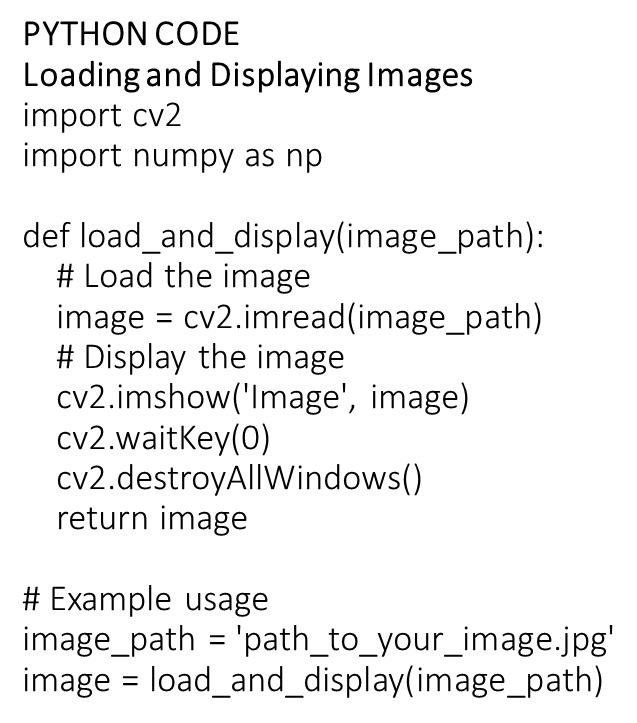 PYTHON CODE
Loading and Displaying Images
import cv2
import numpy as np
def load_and_display(image_path):
    # Load the image
    image = cv2.imread(image_path)
    # Display the image
    cv2.imshow('Image', image)
    cv2.waitKey(0)
    cv2.destroyAllWindows()
    return image
# Example usage
image_path = 'path_to_your_image.jpg'
image = load_and_display(image_path)